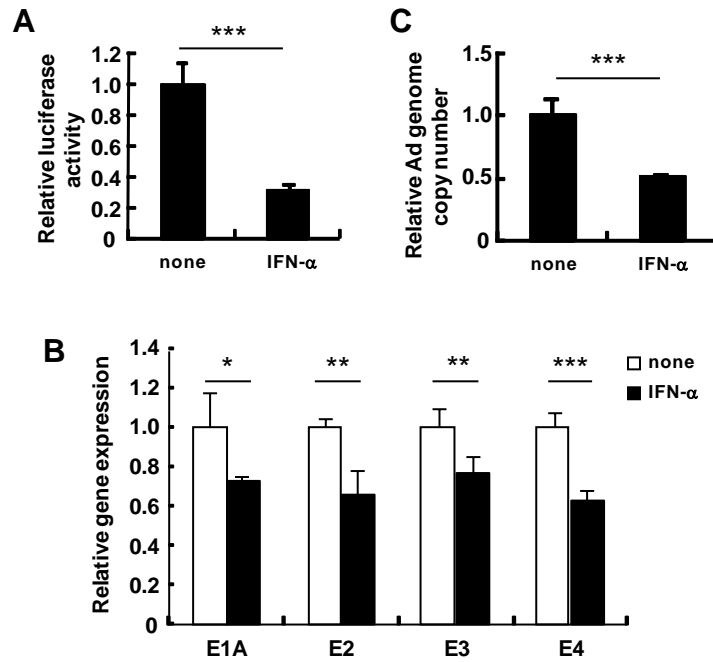 A
Relative luciferase
activity
***
1.2
1.0
0.8
0.6
0.4
0.2
0
none IFN-α
C
Relative Ad genome
copy number
***
1.5
1.0
0.5
0
none IFN-α
B
Relative gene expression
1.4
1.0
0.8
0.6
0.4
0.2
0
* ** ** ***
none
IFN-α
E1A E2 E3 E4